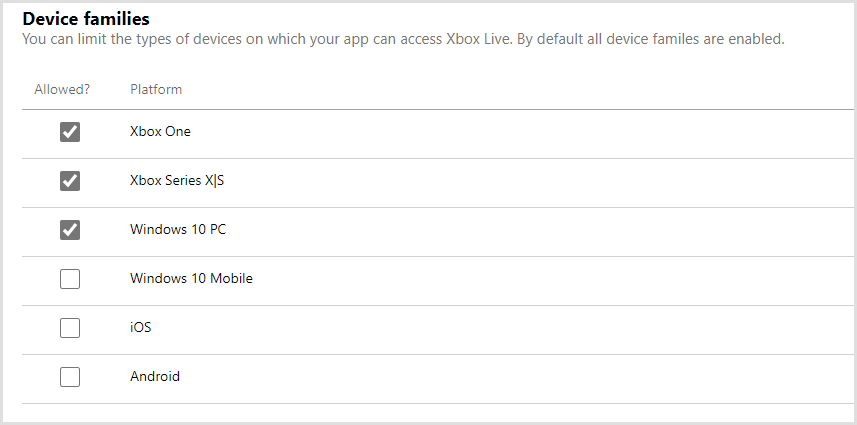 Device families
You can limit the types of devices on which your app can access Xbox Live. By default all device familes are enabled.
Allowed? Platform
Xbox One
Xbox Series X|S
Windows 10 PC
Windows 10 Mobile
iOS
Android